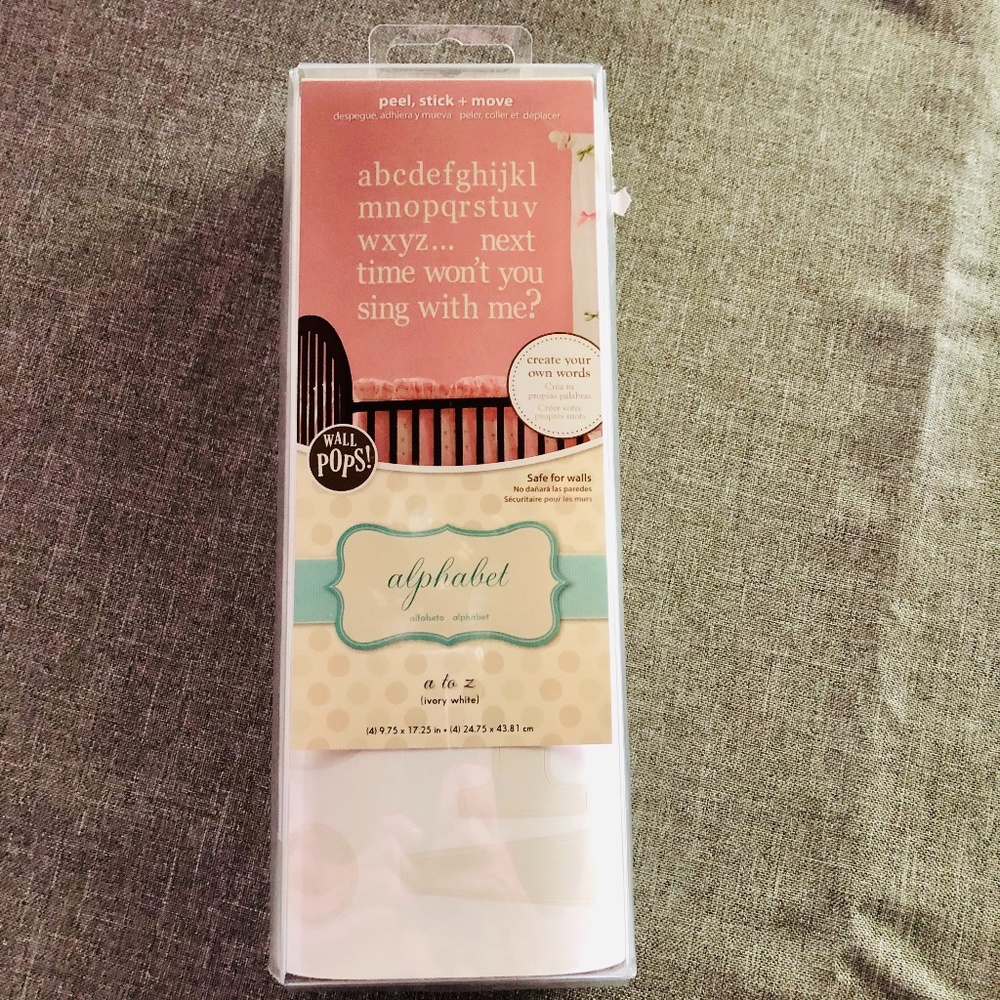 peel, stick + move
despegue, adhiera y mueva peler, coller et déplacer
abcdefghijkl
mnopqrstuv
wxyz... next
time won't you
sing with me?
create your
own words
Crea tu
propias palabras
Créer votre
propres mots
WALL
POPS!
Safe for walls
No dañará las paredes
Sécuritaire pour les murs
alphabet
alfabeto alphabet
a to z
(ivory white)
(4) 9.75 x 17.25 in • (4) 24.75 x 43.81 cm